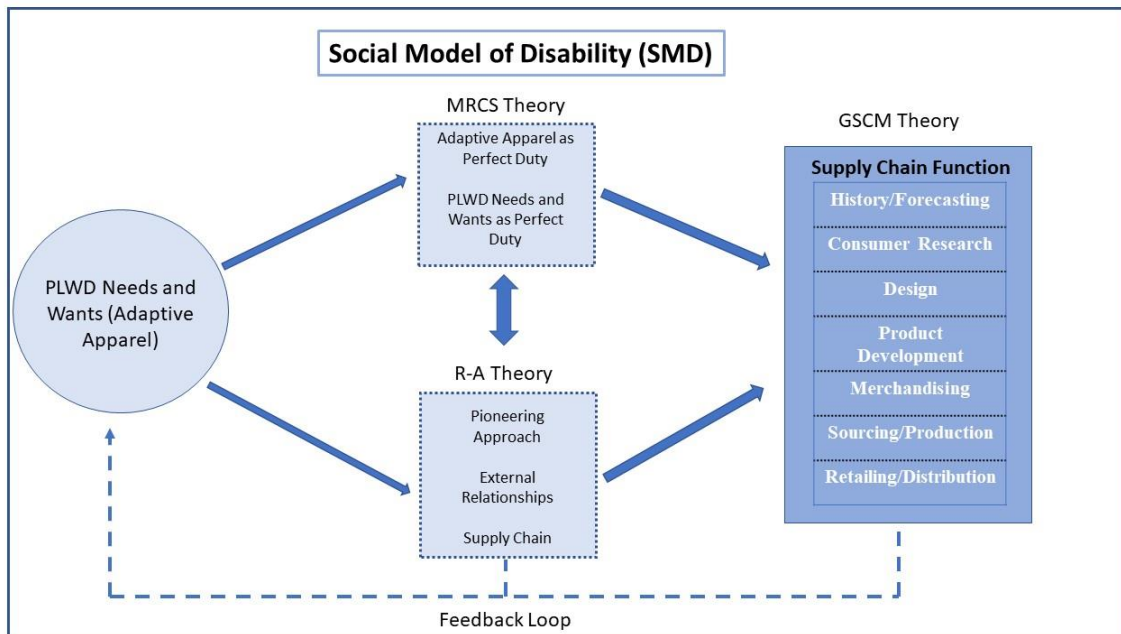 Social Model of Disability (SMD)
MRCS Theory
Adaptive Apparel as
Perfect Duty
PLWD Needs and
Wants as Perfect
Duty
GSCM Theory
Supply Chain Function
History/Forecasting
Consumer Research
Design
Product
Development
Merchandising
Sourcing/Production
Retailing/Distribution
PLWD Needs and
Wants (Adaptive
Apparel)
R-A Theory
Pioneering
Approach
External
Relationships
Supply Chain
Feedback Loop